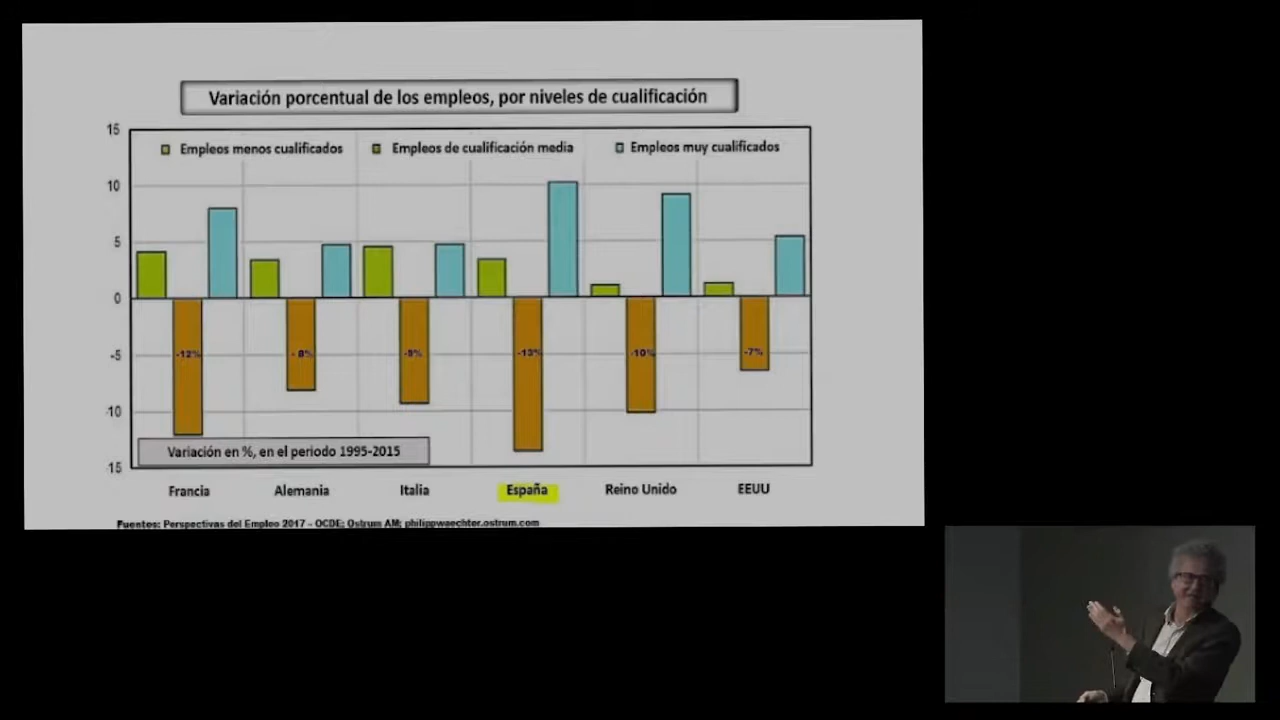 Variación porcentual de los empleos, por niveles de cualificación
15
Empleos menos cualificados
Empleos de cualificación media
Empleos muy cualificados
10
5
0
-5
-10
15
-12%
-8%
-9%
-13%
-10%
-7%
Variación en %, en el periodo 1995-2015
Francia
Alemania
Italia
España
Reino Unido
EEUU
Fuentes: Perspectivas del Empleo 2017 - OCDE; Ostrum AM; philippwaechter.ostrum.com